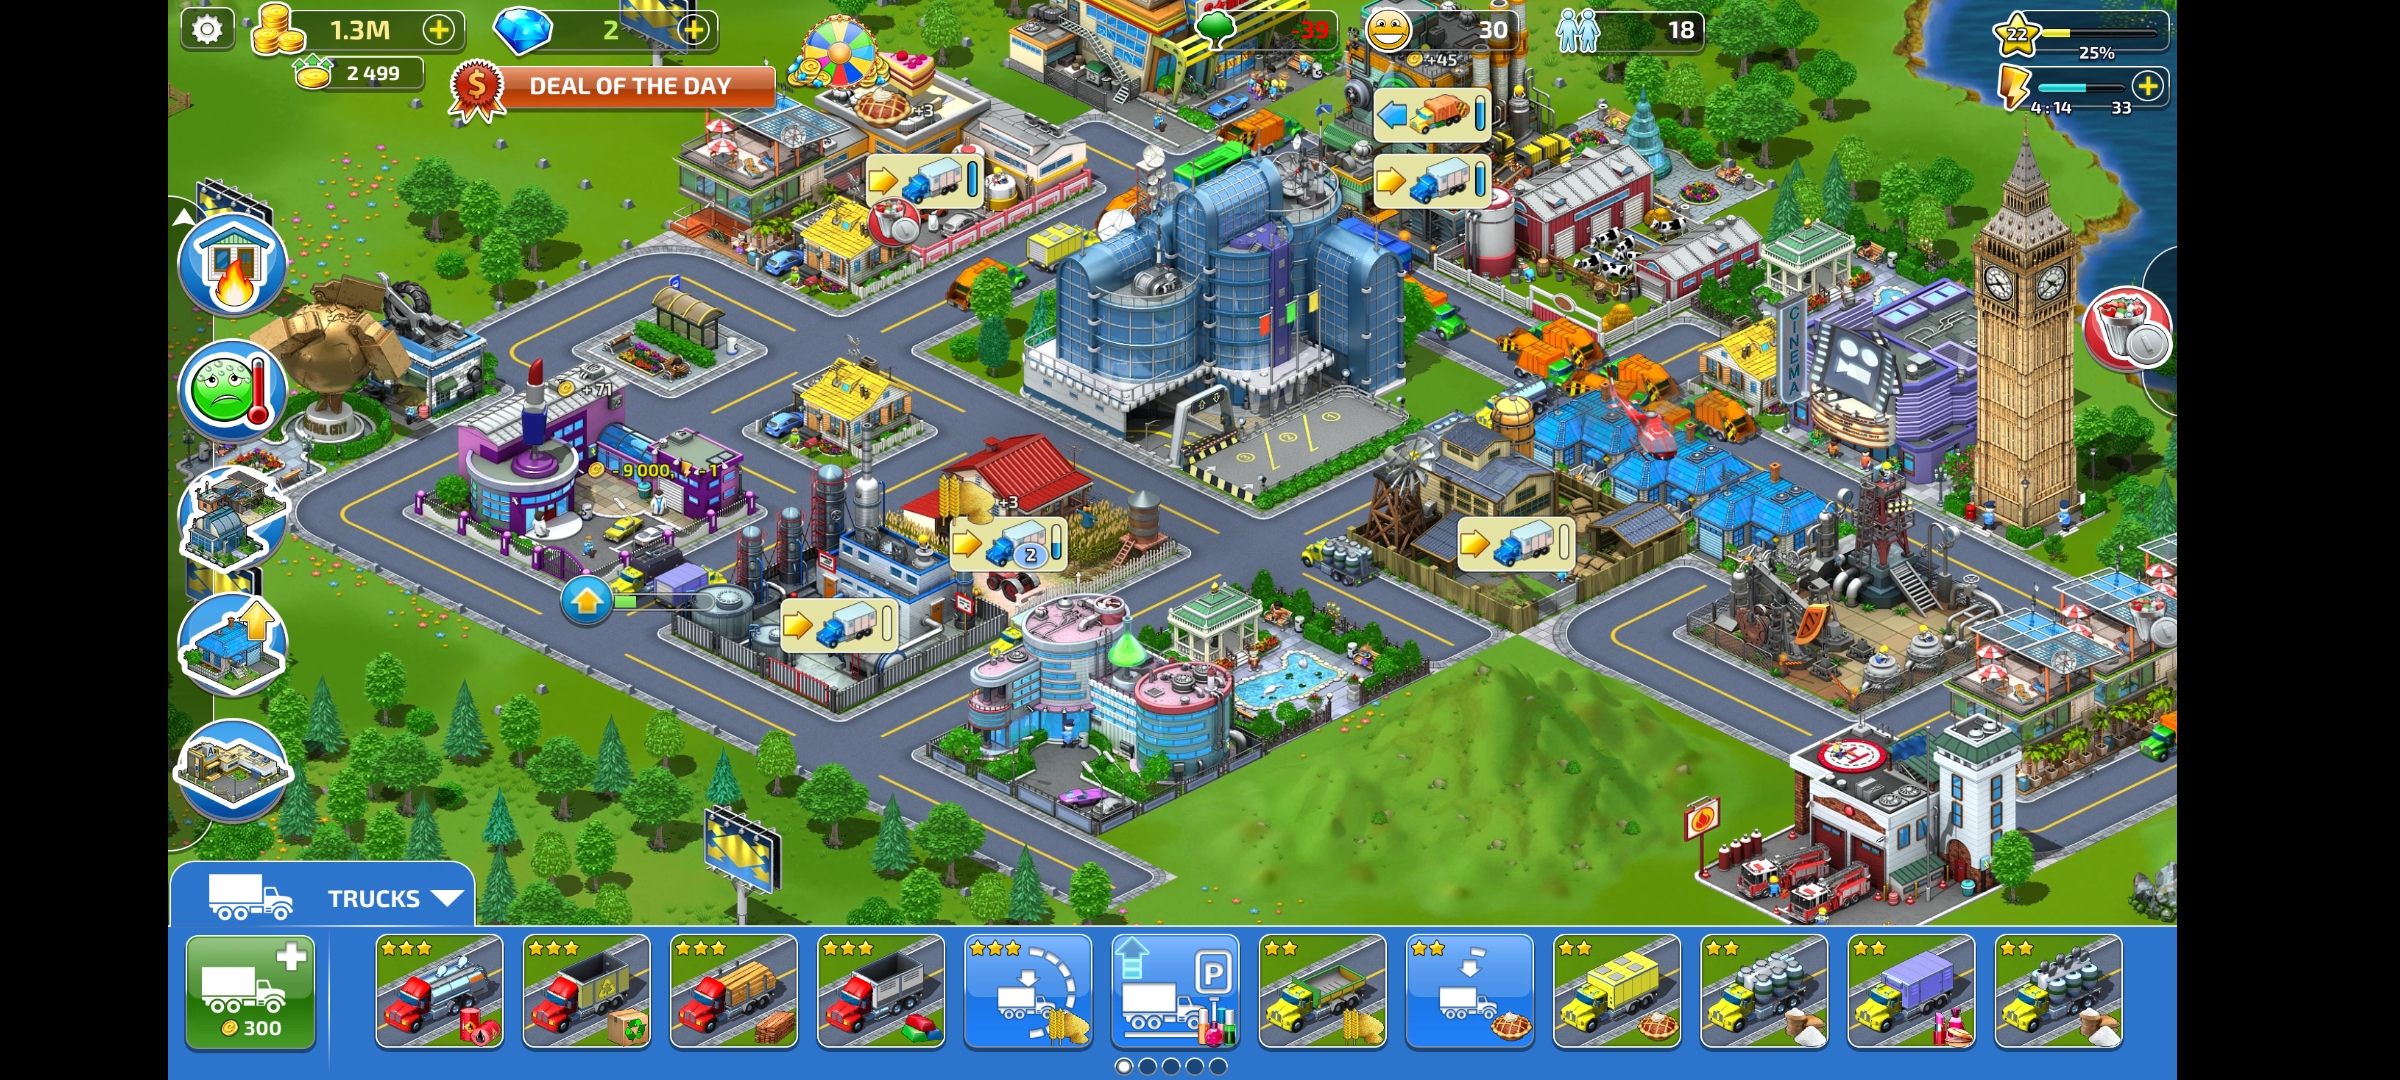 1.3M
2
-39
30
18
22
25%
2 499
+45
DEAL OF THE DAY
4:14
33
+3
CINEMA
+71
-9 000
-1
+3
2
H
TRUCKS
300
P